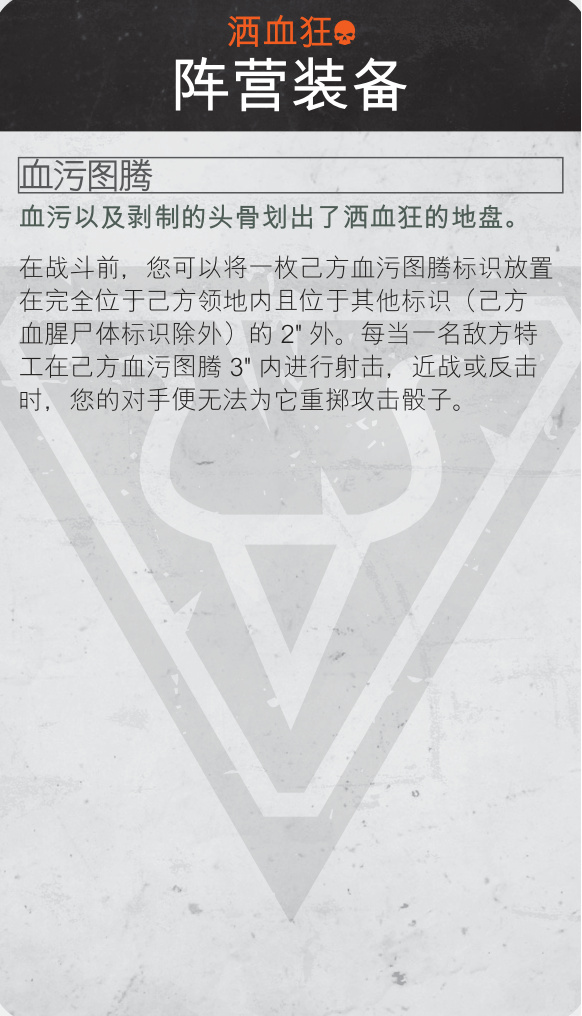 洒血狂
阵营装备
血污图腾
血污以及剥制的头骨划出了洒血狂的地盘。
在战斗前，您可以将一枚己方血污图腾标识放置
在完全位于己方领地内且位于其他标识（己方
血腥尸体标识除外）的 2" 外。每当一名敌方特
工在己方血污图腾 3" 内进行射击，近战或反击
时，您的对手便无法为它重掷攻击骰子。